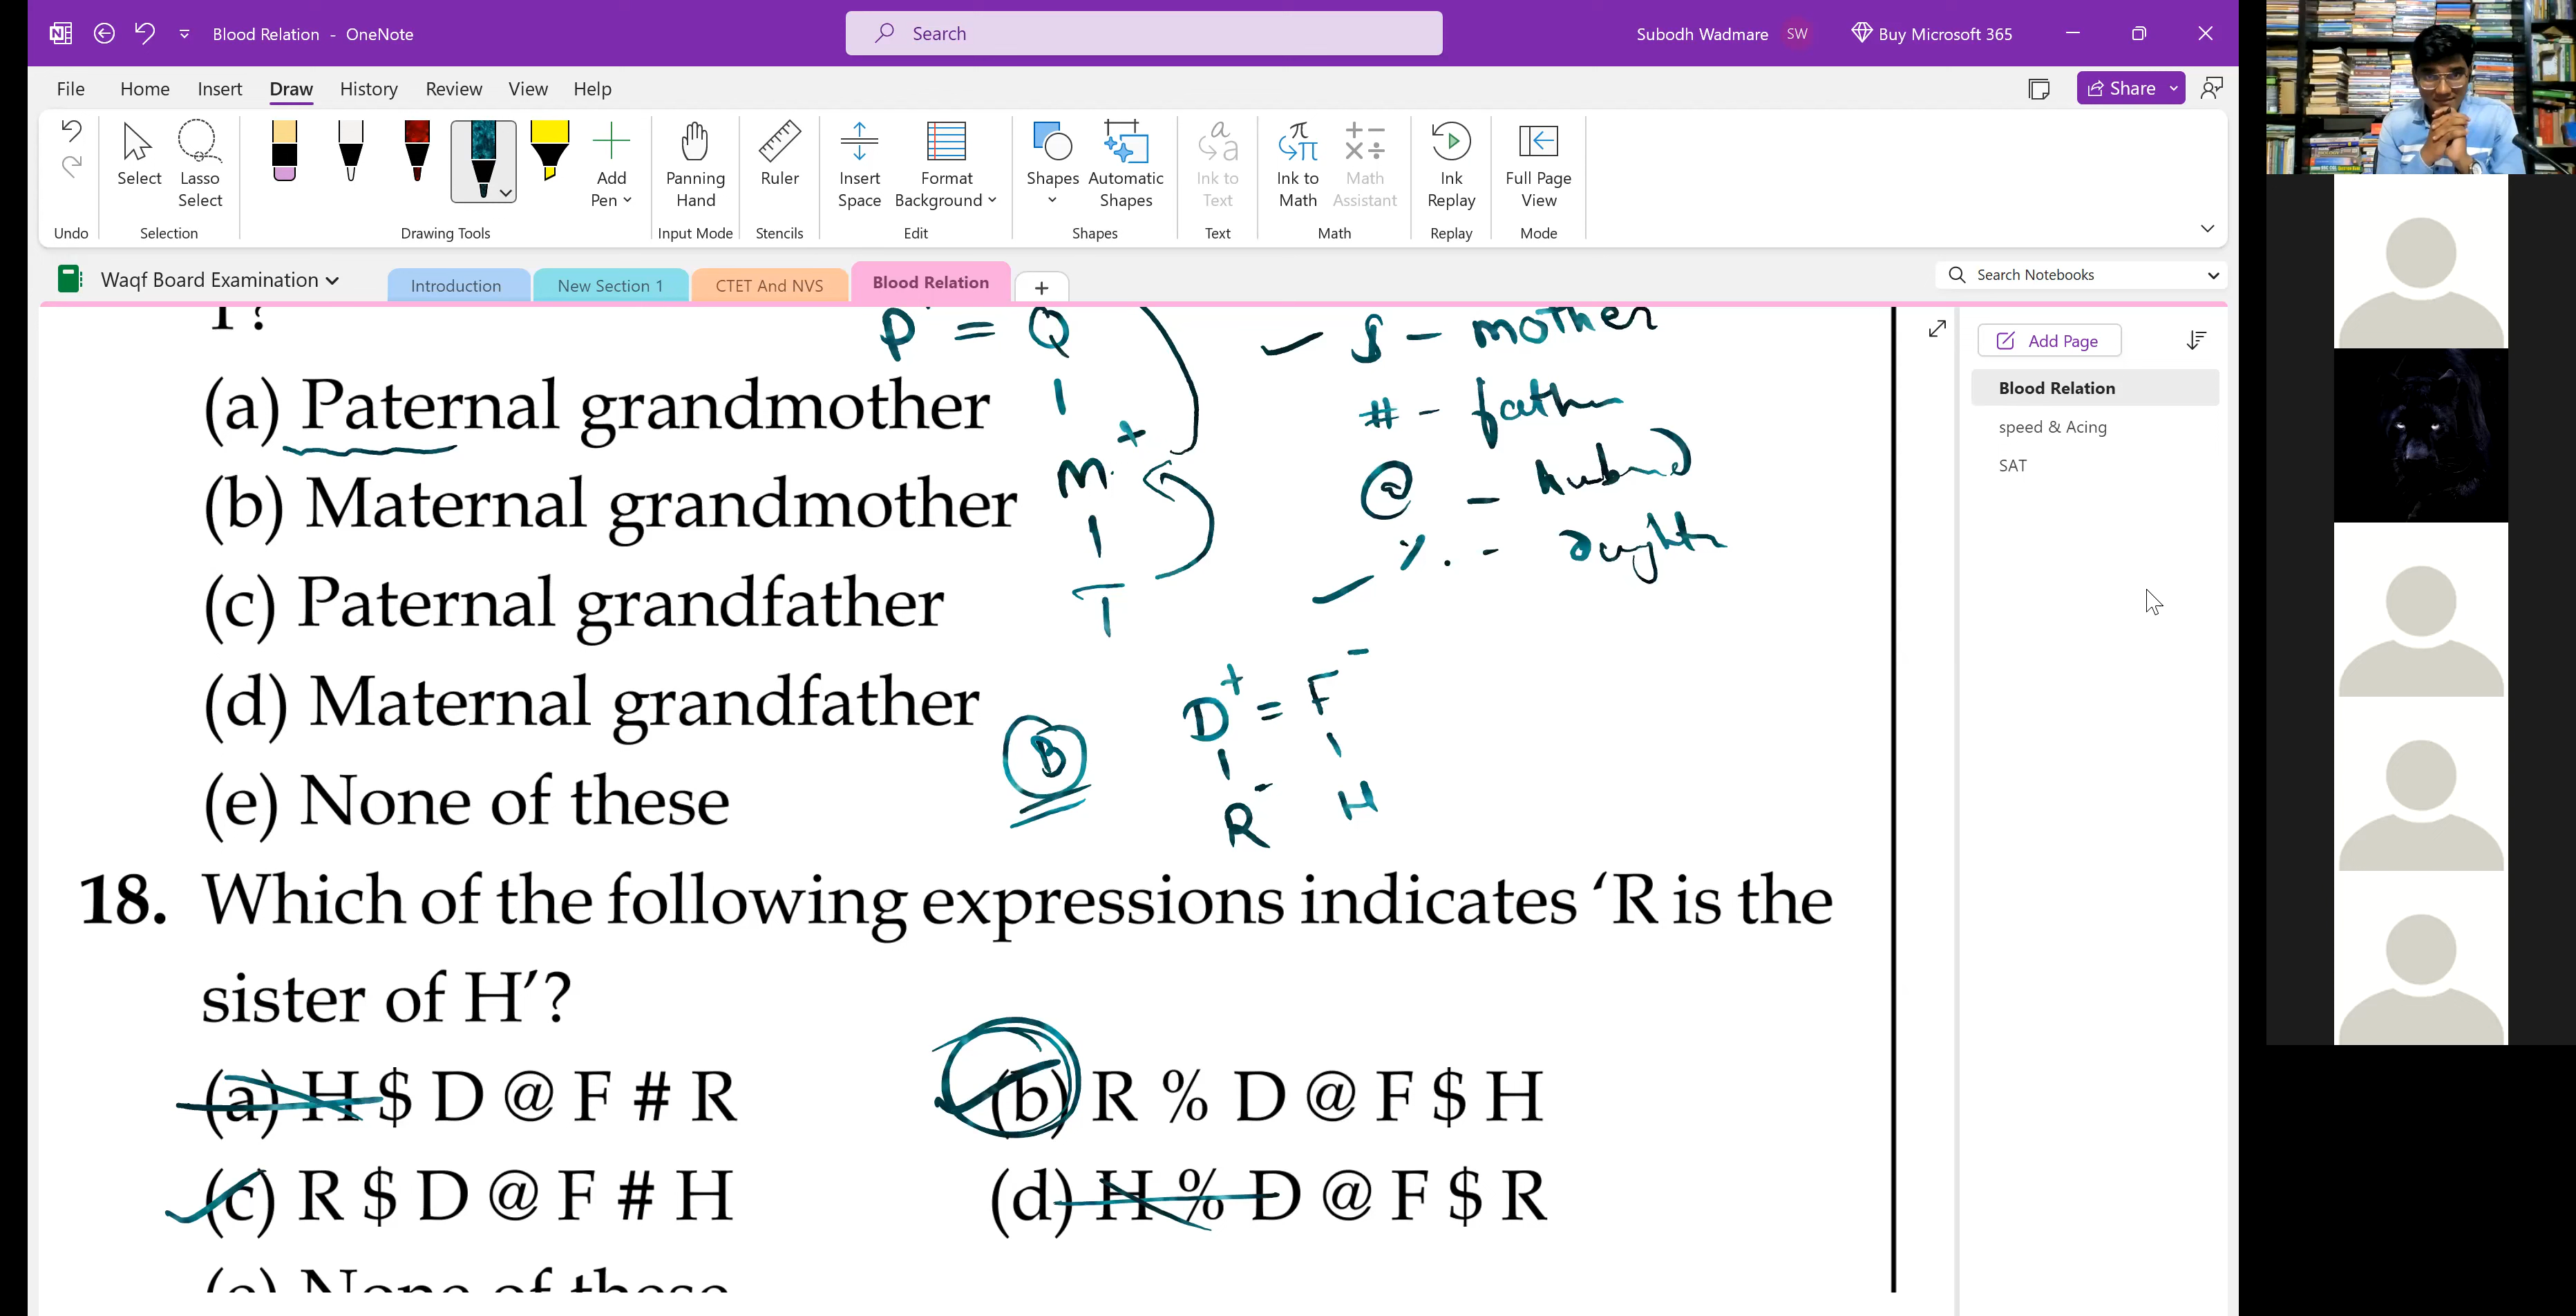 Blood Relation - OneNote
Search
Subodh Wadmare SW
Buy Microsoft 365
File Home Insert Draw History Review View Help
Share
Select
Lasso Select
Add Pen
Panning Hand
Ruler
Insert Space
Format Background
Shapes
Automatic Shapes
Ink to Text
Ink to Math
Math Assistant
Ink Replay
Full Page View
Undo Selection Drawing Tools Input Mode Stencils Edit Shapes Text Math Replay Mode
Waqf Board Examination
Introduction New Section 1 CTET And NVS Blood Relation +
Search Notebooks
Add Page
Blood Relation
speed & Acing
SAT
P = Q
$ - mother
# - father
M +
@ -
% -
T
(a) Paternal grandmother
(b) Maternal grandmother
(c) Paternal grandfather
(d) Maternal grandfather
(e) None of these
B
D+ = F-
R- H
18. Which of the following expressions indicates ‘R is the
sister of H’?
(a) H $ D @ F # R (b) R % D @ F $ H
(c) R $ D @ F # H (d) H % D @ F $ R
(e) None of these